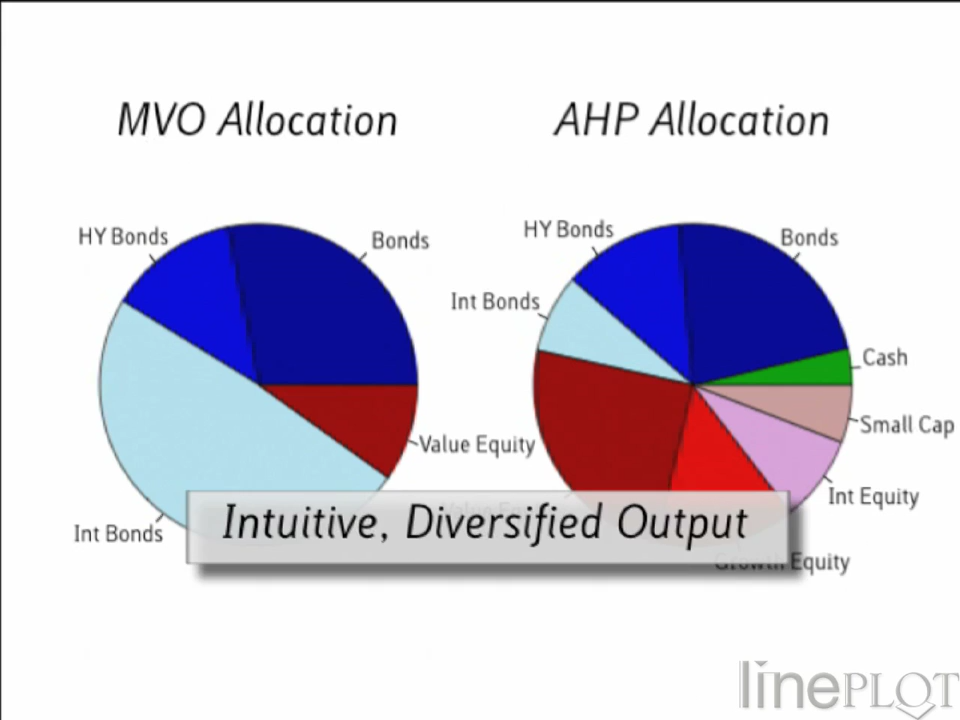 MVO Allocation
AHP Allocation
HY Bonds
Bonds
Value Equity
Int Bonds
HY Bonds
Bonds
Int Bonds
Cash
Small Cap
Int Equity
Growth Equity
Intuitive, Diversified Output
linePLOT